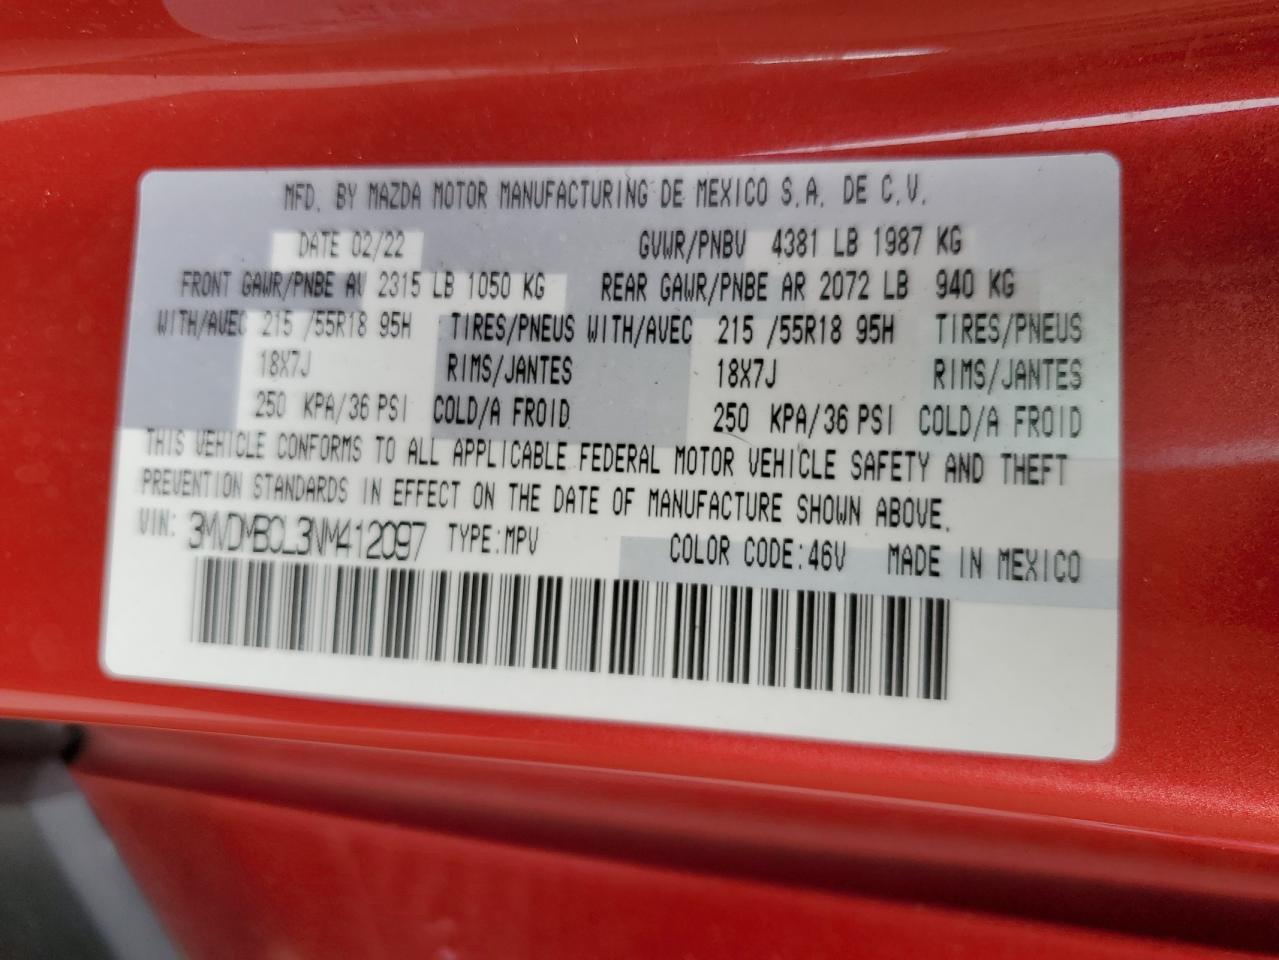 MFD. BY MAZDA MOTOR MANUFACTURING DE MEXICO S.A. DE C.V.
DATE 02/22 GVWR/PNBV 4381 LB 1987 KG
FRONT GAWR/PNBE AV 2315 LB 1050 KG REAR GAWR/PNBE AR 2072 LB 940 KG
WITH/AVEC 215 /55R18 95H TIRES/PNEUS WITH/AVEC 215 /55R18 95H TIRES/PNEUS
18X7J RIMS/JANTES 18X7J RIMS/JANTES
250 KPA/36 PSI COLD/A FROID 250 KPA/36 PSI COLD/A FROID
THIS VEHICLE CONFORMS TO ALL APPLICABLE FEDERAL MOTOR VEHICLE SAFETY AND THEFT
PREVENTION STANDARDS IN EFFECT ON THE DATE OF MANUFACTURE SHOWN ABOVE.
VIN: 3MVDMBCL3NM412097 TYPE:MPV COLOR CODE:46V MADE IN MEXICO